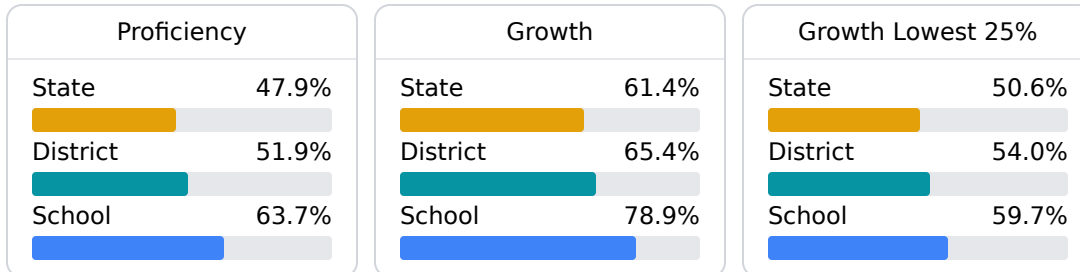 Proficiency
State 47.9%
District 51.9%
School 63.7%
Growth
State 61.4%
District 65.4%
School 78.9%
Growth Lowest 25%
State 50.6%
District 54.0%
School 59.7%